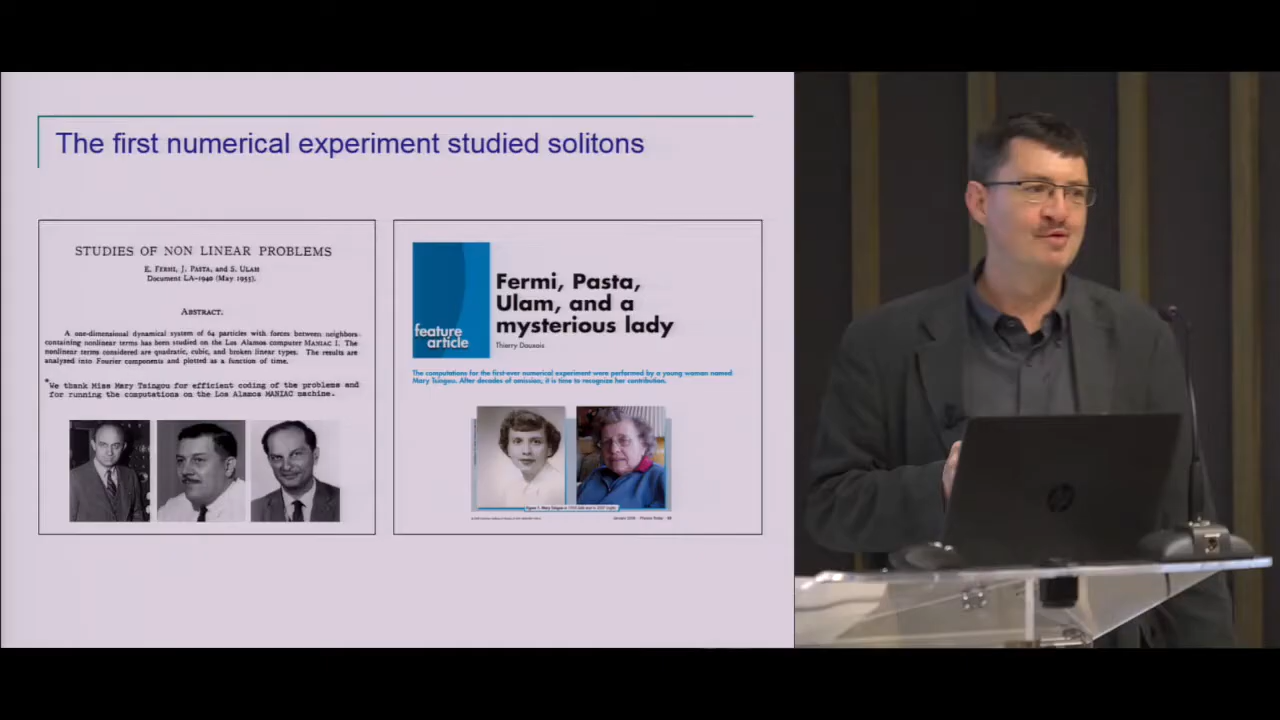 The first numerical experiment studied solitons
STUDIES OF NON LINEAR PROBLEMS
E. FERMI, J. PASTA, and S. ULAM
Document LA-1940 (May 1955).
ABSTRACT.
A one-dimensional dynamical system of 64 particles with forces between neighbors
containing nonlinear terms has been studied on the Los Alamos computer MANIAC I. The
nonlinear terms considered are quadratic, cubic, and broken linear types. The results are
analyzed into Fourier components and plotted as a function of time.
*We thank Miss Mary Tsingou for efficient coding of the problems and
for running the computations on the Los Alamos MANIAC machine.
feature
article
Fermi, Pasta,
Ulam, and a
mysterious lady
Thierry Dauxois
The computations for the first-ever numerical experiment were performed by a young woman named
Mary Tsingou. After decades of omission, it is time to recognize her contribution.